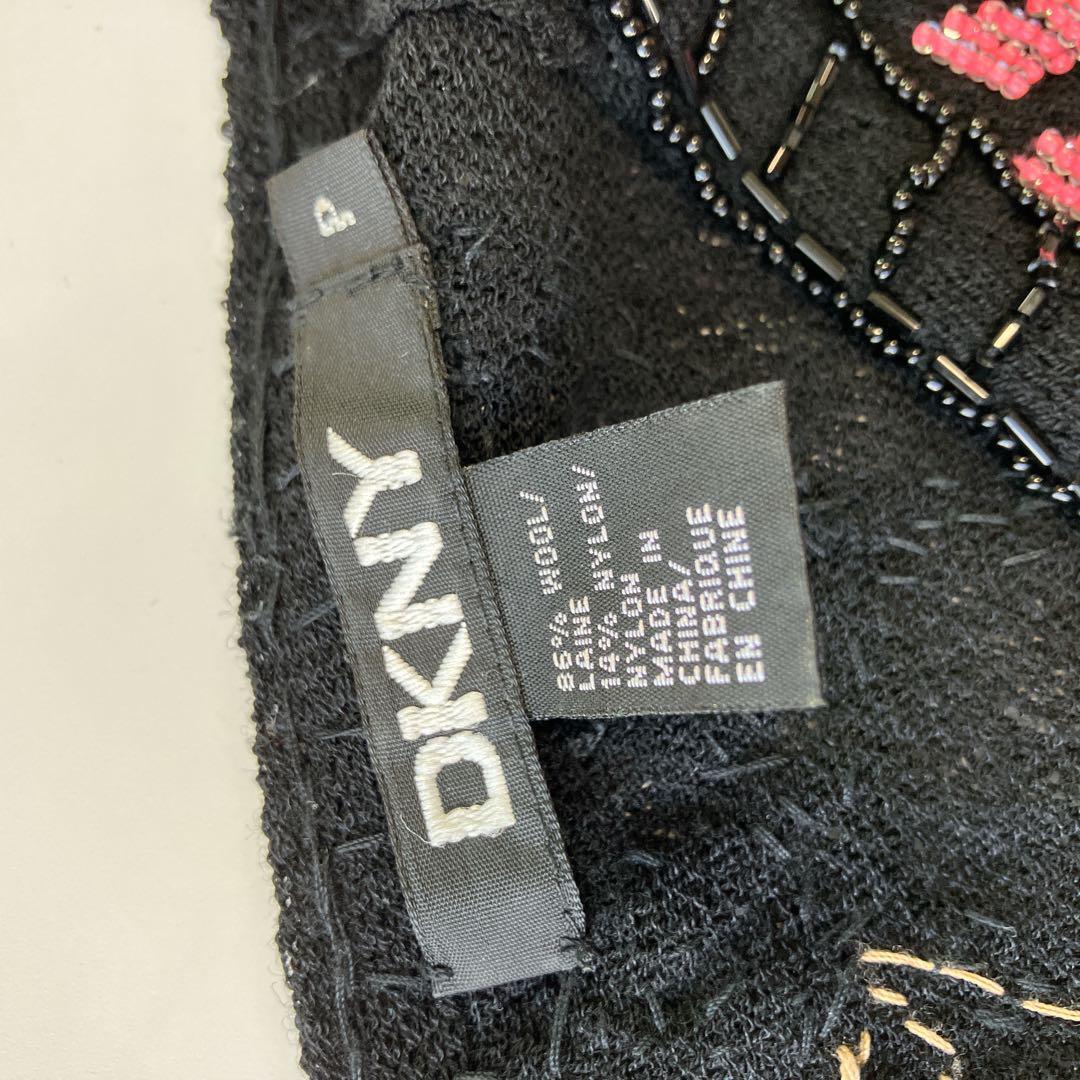 P
DKNY
86% WOOL/
LAINE
14% NYLON/
NYLON
MADE IN
CHINA/
FABRIQUE
EN CHINE